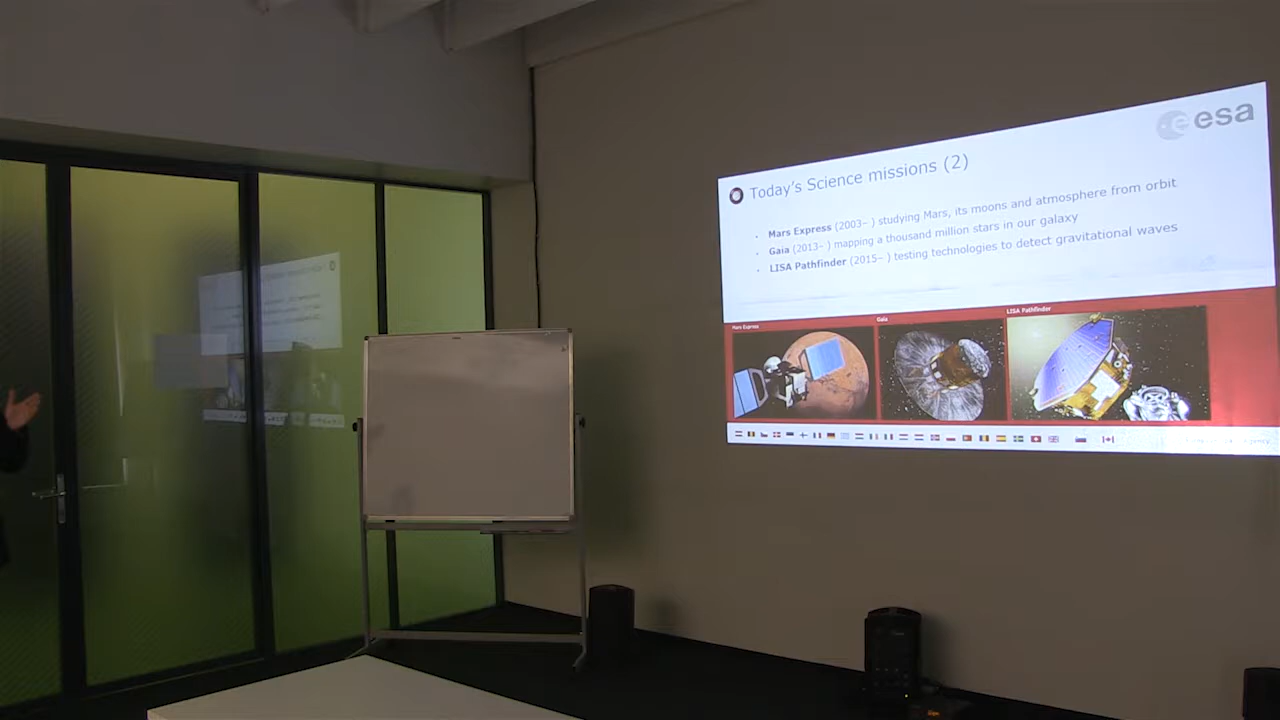 esa
Today's Science missions (2)
• Mars Express (2003– ) studying Mars, its moons and atmosphere from orbit
• Gaia (2013– ) mapping a thousand million stars in our galaxy
• LISA Pathfinder (2015– ) testing technologies to detect gravitational waves
Mars Express
Gaia
LISA Pathfinder